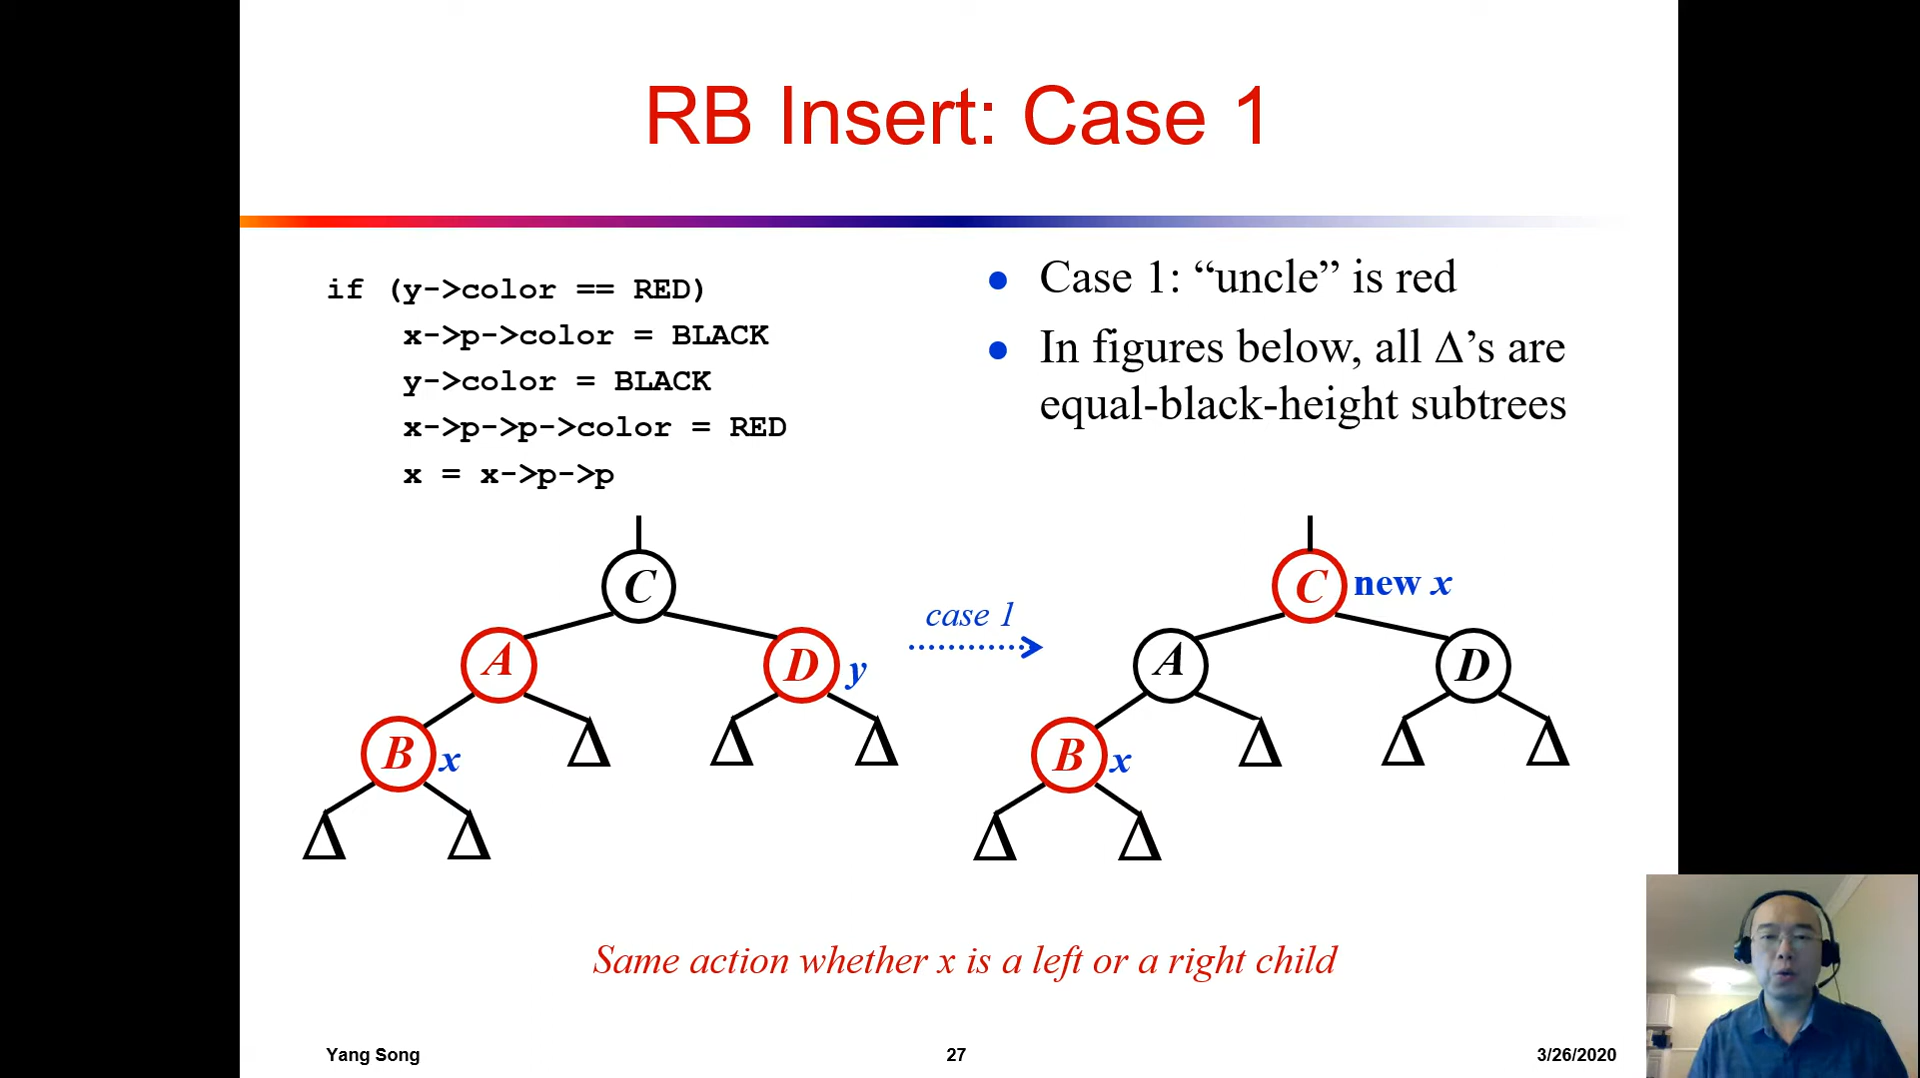 RB Insert: Case 1
if (y->color == RED)
x->p->color = BLACK
y->color = BLACK
x->p->p->color = RED
x = x->p->p
● Case 1: “uncle” is red
● In figures below, all Δ’s are
equal-black-height subtrees
C
A
D y
B x
Δ Δ Δ
Δ Δ
case 1
C new x
A
D
B x
Δ Δ Δ
Δ Δ
Same action whether x is a left or a right child
Yang Song
27
3/26/2020